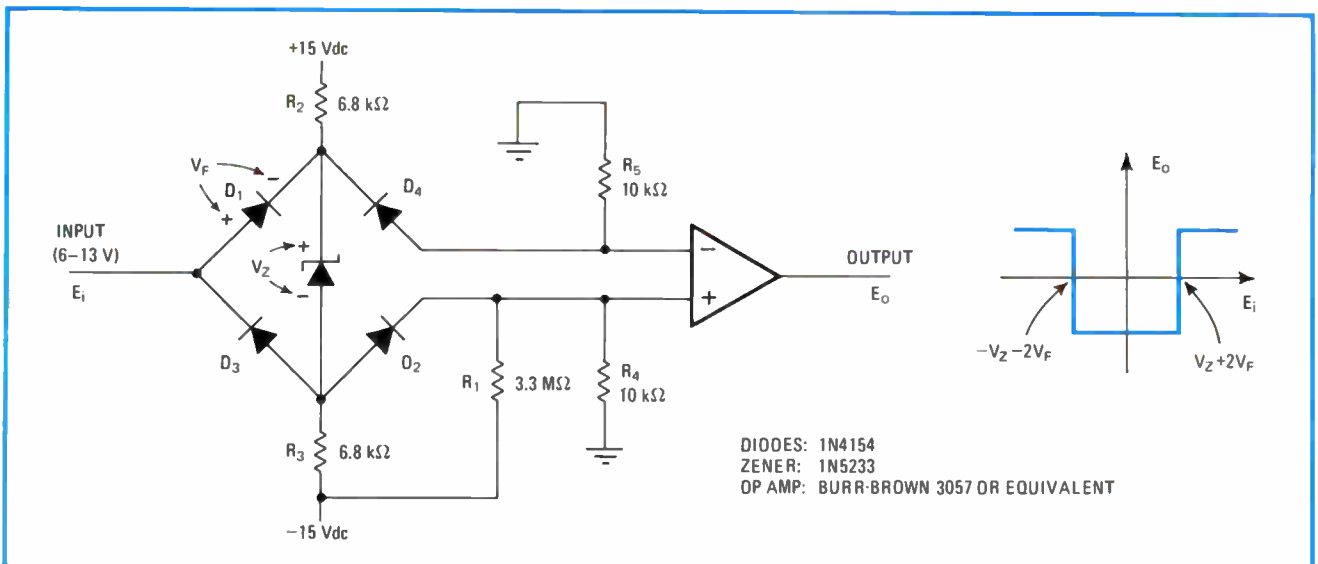 +15 Vdc
R2 6.8 kΩ
VF
−
+
D1
D4
R5
10 kΩ
INPUT
(6–13 V)
Ei
VZ
+
−
D3
D2
R1 3.3 MΩ
R4
10 kΩ
−
+
OUTPUT
Eo
R3 6.8 kΩ
−15 Vdc
Eo
Ei
−VZ −2VF
VZ +2VF
DIODES: 1N4154
ZENER: 1N5233
OP AMP: BURR-BROWN 3057 OR EQUIVALENT